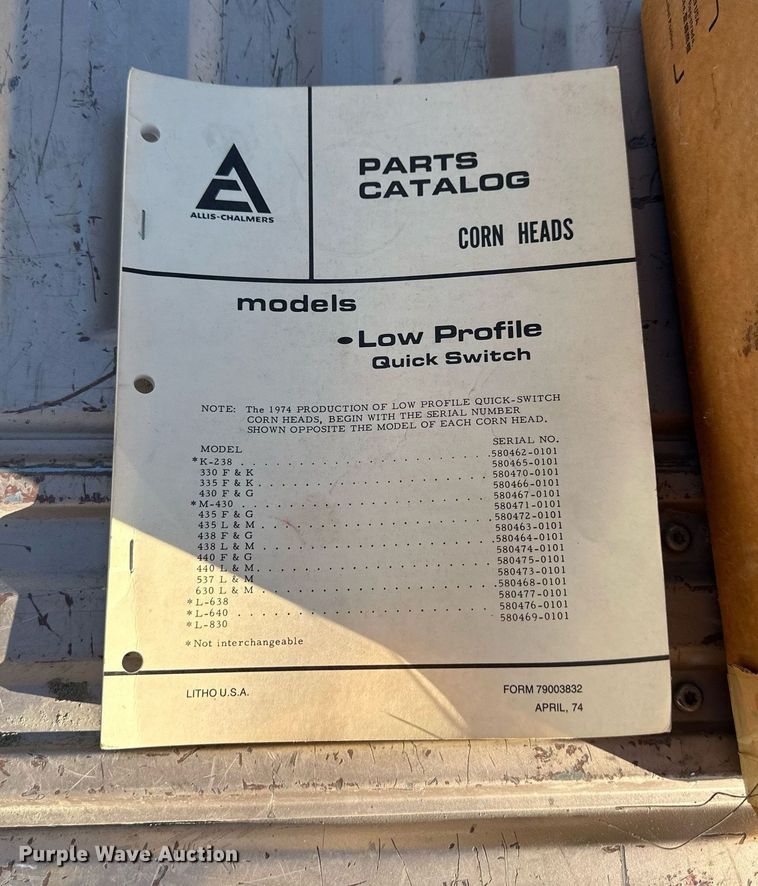 ALLIS-CHALMERS
PARTS
CATALOG
CORN HEADS
models
•Low Profile
Quick Switch
NOTE: The 1974 PRODUCTION OF LOW PROFILE QUICK-SWITCH
CORN HEADS, BEGIN WITH THE SERIAL NUMBER
SHOWN OPPOSITE THE MODEL OF EACH CORN HEAD.
MODEL SERIAL NO.
*K-238 580462-0101
330 F & K 580465-0101
335 F & K 580470-0101
430 F & G 580466-0101
*M-430 580467-0101
435 F & G 580471-0101
435 L & M 580472-0101
438 F & G 580463-0101
438 L & M 580464-0101
440 F & G 580474-0101
440 L & M 580475-0101
537 L & M 580473-0101
630 L & M 580468-0101
*L-638 580477-0101
*L-640 580476-0101
*L-830 580469-0101
*Not interchangeable
LITHO U.S.A. FORM 79003832
APRIL, 74
Purple Wave Auction